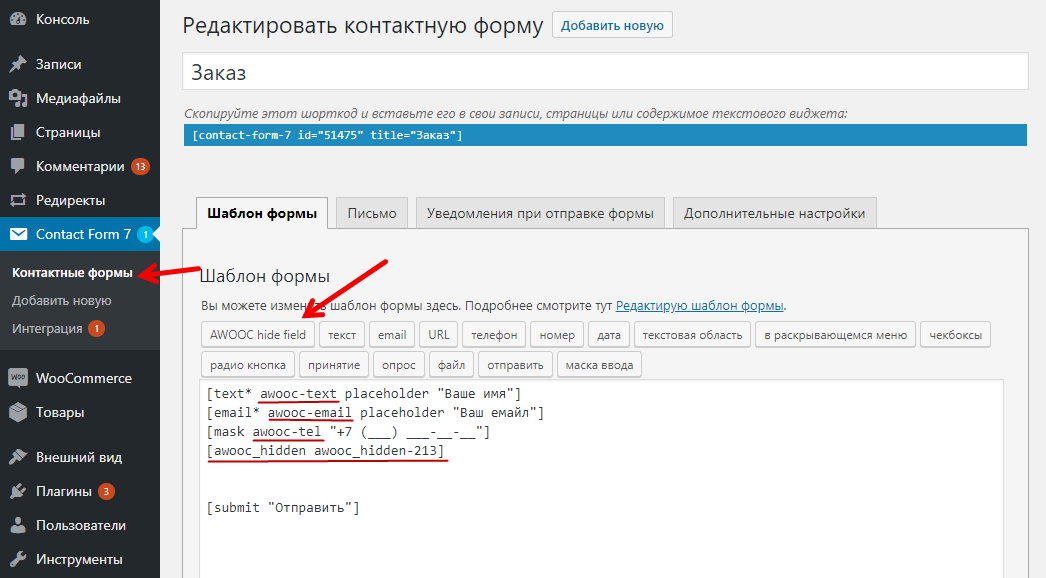 Консоль
Записи
Медиафайлы
Страницы
Комментарии 13
Редиректы
Contact Form 7 1
Контактные формы
Добавить новую
Интеграция 1
WooCommerce
Товары
Внешний вид
Плагины 3
Пользователи
Инструменты
Редактировать контактную форму Добавить новую
Заказ
Скопируйте этот шорткод и вставьте его в свои записи, страницы или содержимое текстового виджета:
[contact-form-7 id="51475" title="Заказ"]
Шаблон формы Письмо Уведомления при отправке формы Дополнительные настройки
Шаблон формы
Вы можете изменить шаблон формы здесь. Подробнее смотрите тут Редактирую шаблон формы.
AWOOC hide field текст email URL телефон номер дата текстовая область в раскрывающемся меню чекбоксы
радио кнопка принятие опрос файл отправить маска ввода
[text* awooc-text placeholder "Ваше имя"]
[email* awooc-email placeholder "Ваш емайл"]
[mask awooc-tel "+7 (___) ___-__-__"]
[awooc_hidden awooc_hidden-213]
[submit "Отправить"]